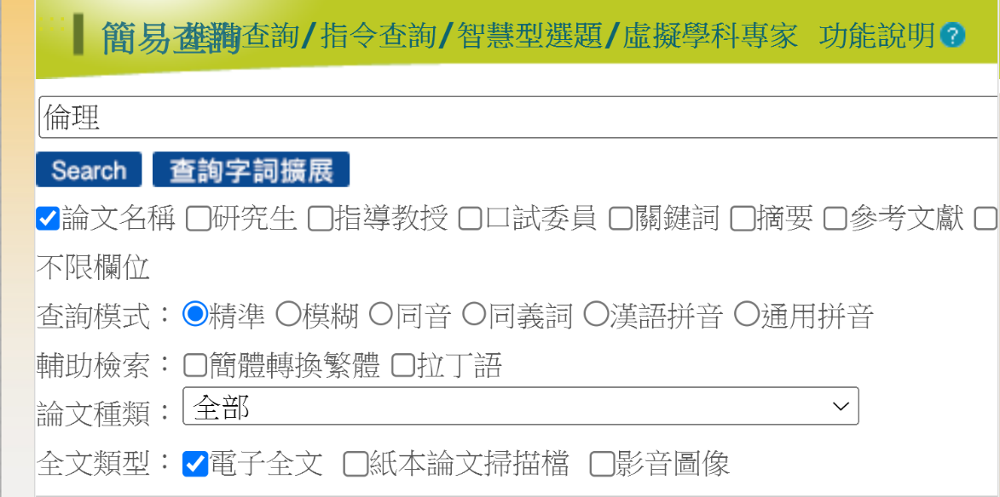 簡易查詢 進階查詢/指令查詢/智慧型選題/虛擬學科專家 功能說明?
倫理
Search 查詢字詞擴展
論文名稱 研究生 指導教授 口試委員 關鍵詞 摘要 參考文獻
不限欄位
查詢模式：精準 模糊 同音 同義詞 漢語拼音 通用拼音
輔助檢索：簡體轉換繁體 拉丁語
論文種類：全部
全文類型：電子全文 紙本論文掃描檔 影音圖像